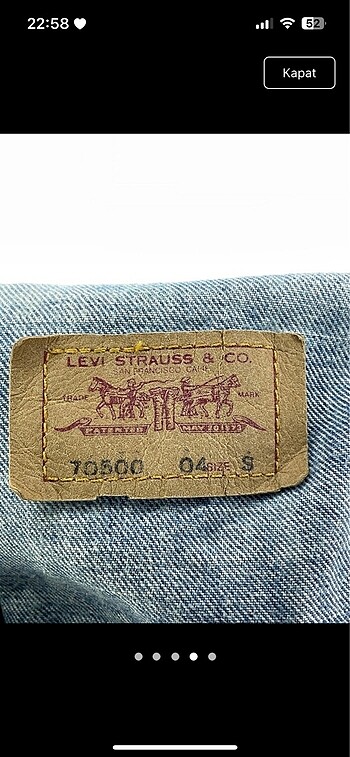 22:58
52
Kapat
LEVI STRAUSS & CO.
SAN FRANCISCO CALIF.
TRADE MARK
PATENTED MAY 20 1873
70500 04 SIZE S